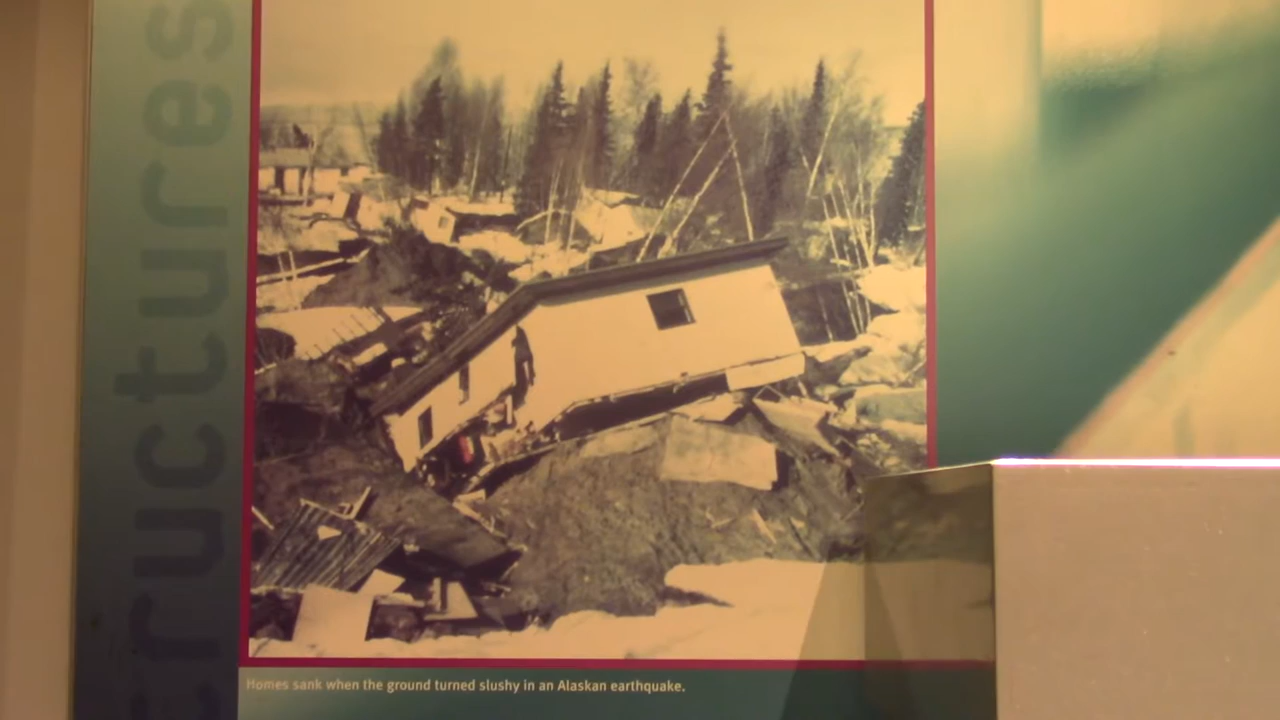 ructures
Homes sank when the ground turned slushy in an Alaskan earthquake.